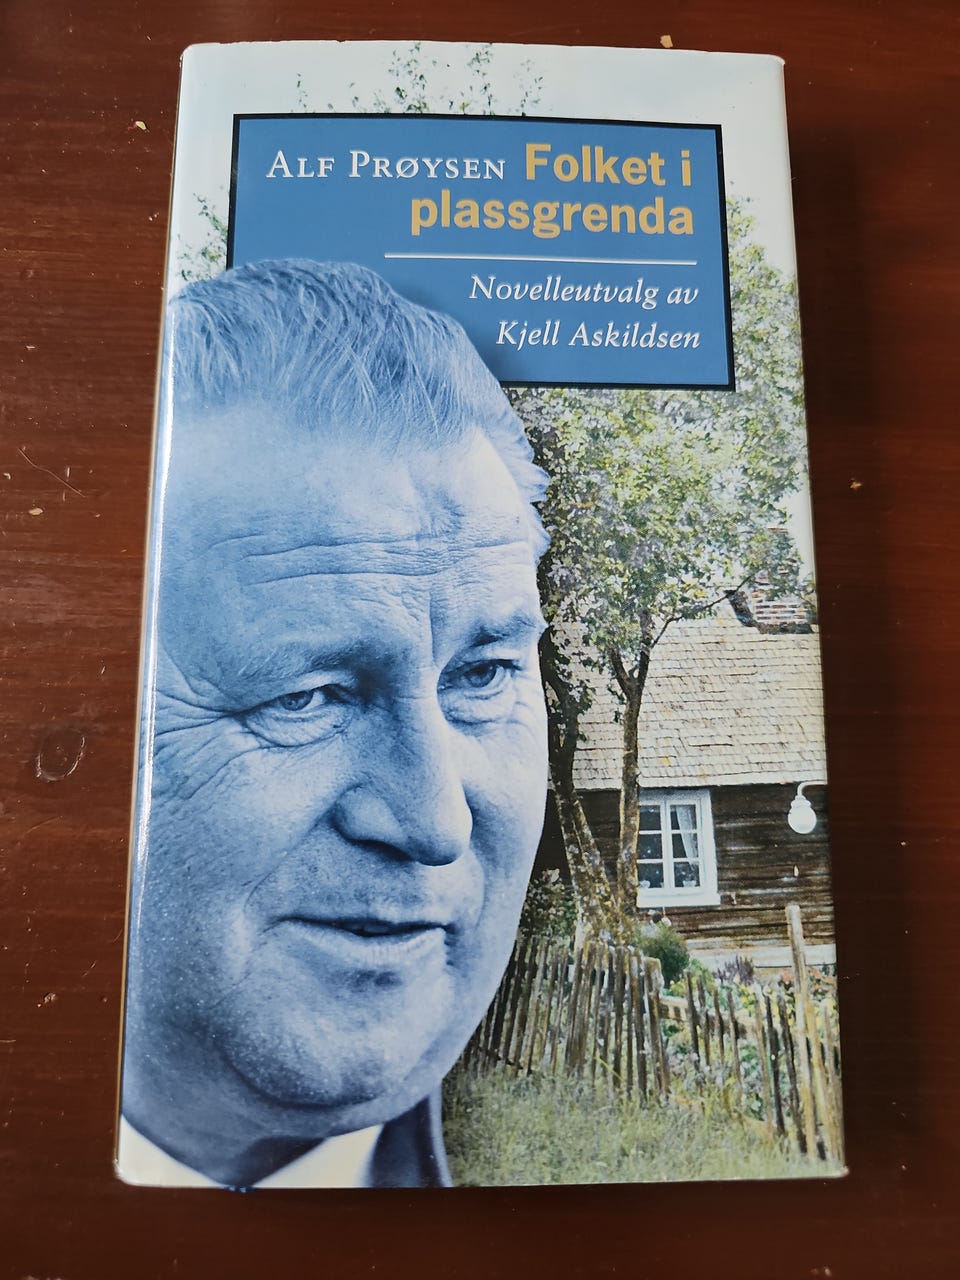 ALF PRØYSEN Folket i
plassgrenda
Novelleutvalg av
Kjell Askildsen